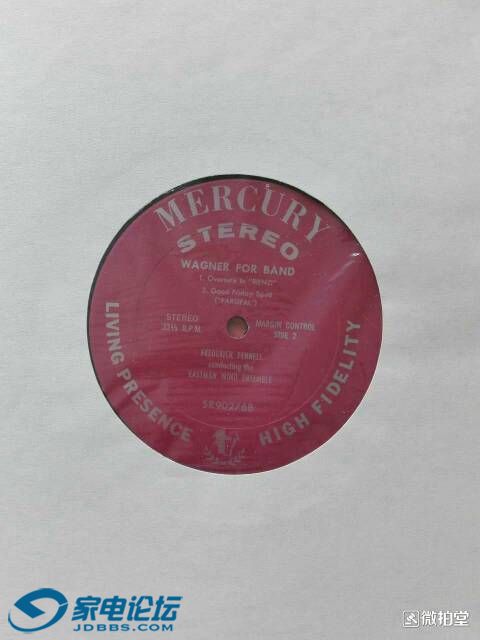 MERCURY
STEREO
WAGNER FOR BAND
1. Overture to "RIENZI"
2. Good Friday Spell
("PARSIFAL")
STEREO
33⅓ R.P.M.
MARGIN CONTROL
SIDE 2
FREDERICK FENNELL
conducting the
EASTMAN WIND ENSEMBLE
SR90276B
LIVING PRESENCE
HIGH FIDELITY
家电论坛
JDBBS.COM
微拍堂